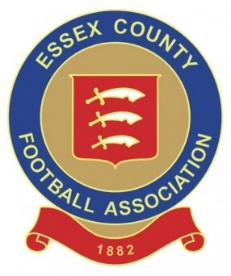 ESSEX COUNTY
FOOTBALL ASSOCIATION
1882